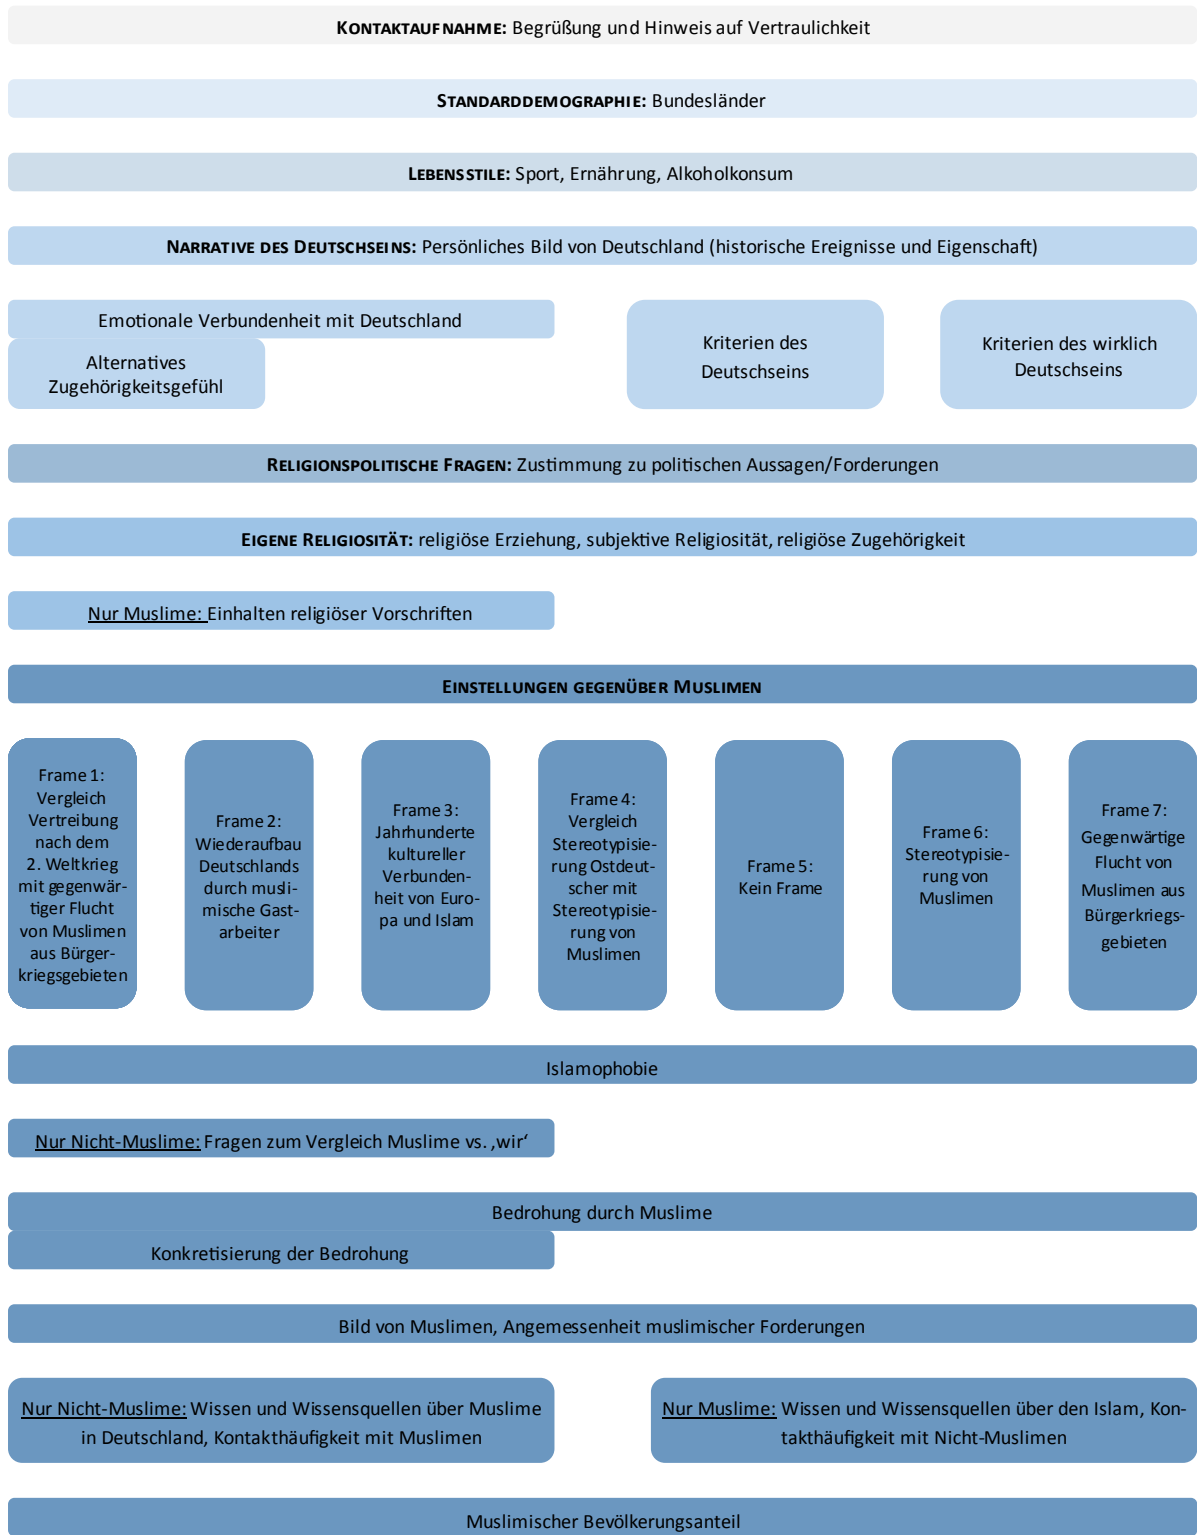 KONTAKTAUFNAHME: Begrüßung und Hinweis auf Vertraulichkeit
STANDARDDEMOGRAPHIE: Bundesländer
LEBENSSTILE: Sport, Ernährung, Alkoholkonsum
NARRATIVE DES DEUTSCHSEINS: Persönliches Bild von Deutschland (historische Ereignisse und Eigenschaft)
Emotionale Verbundenheit mit Deutschland
Alternatives
Zugehörigkeitsgefühl
Kriterien des
Deutschseins
Kriterien des wirklich
Deutschseins
RELIGIONSPOLITISCHE FRAGEN: Zustimmung zu politischen Aussagen/Forderungen
EIGENE RELIGIOSITÄT: religiöse Erziehung, subjektive Religiosität, religiöse Zugehörigkeit
Nur Muslime: Einhalten religiöser Vorschriften
EINSTELLUNGEN GEGENÜBER MUSLIMEN
Frame 1:
Vergleich
Vertreibung
nach dem
2. Weltkrieg
mit gegenwär-
tiger Flucht
von Muslimen
aus Bürger-
kriegsgebieten
Frame 2:
Wiederaufbau
Deutschlands
durch musli-
mische Gast-
arbeiter
Frame 3:
Jahrhunderte
kultureller
Verbunden-
heit von Euro-
pa und Islam
Frame 4:
Vergleich
Stereotypisie-
rung Ostdeut-
scher mit
Stereotypisie-
rung von
Muslimen
Frame 5:
Kein Frame
Frame 6:
Stereotypisie-
rung von
Muslimen
Frame 7:
Gegenwärtige
Flucht von
Muslimen aus
Bürgerkriegs-
gebieten
Islamophobie
Nur Nicht-Muslime: Fragen zum Vergleich Muslime vs. ‚wir‘
Bedrohung durch Muslime
Konkretisierung der Bedrohung
Bild von Muslimen, Angemessenheit muslimischer Forderungen
Nur Nicht-Muslime: Wissen und Wissensquellen über Muslime
in Deutschland, Kontakthäufigkeit mit Muslimen
Nur Muslime: Wissen und Wissensquellen über den Islam, Kon-
takthäufigkeit mit Nicht-Muslimen
Muslimischer Bevölkerungsanteil